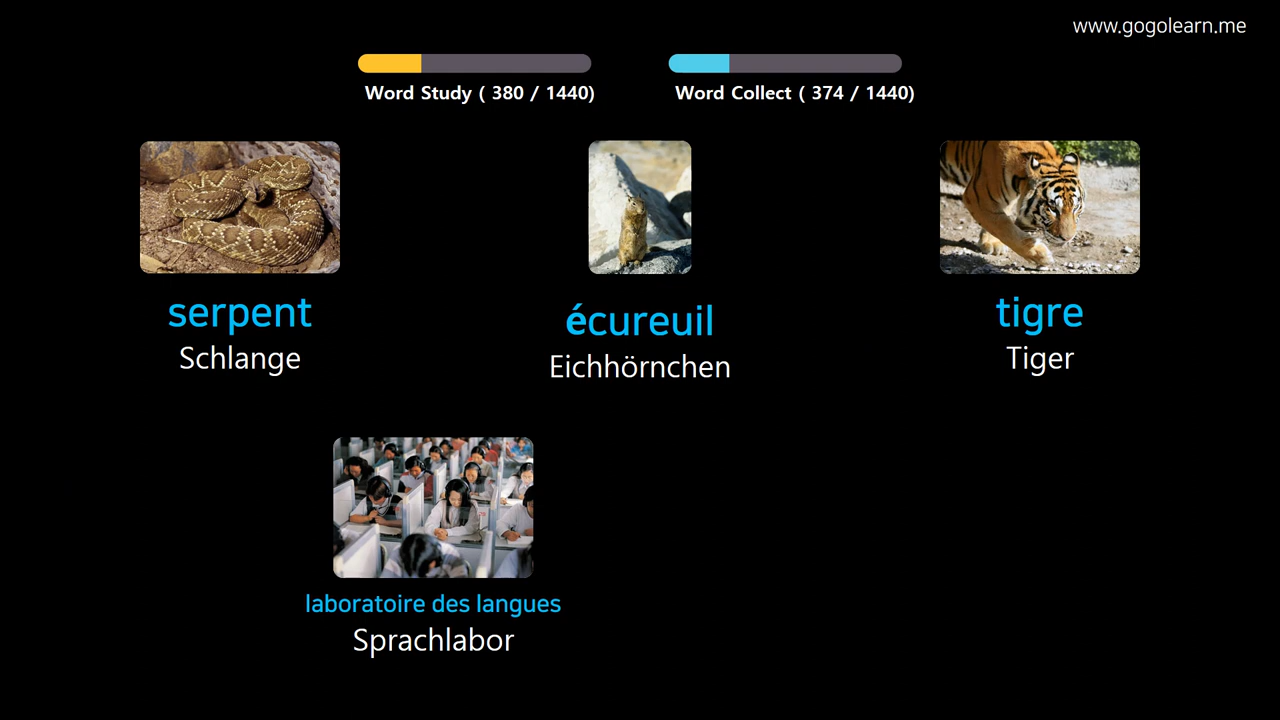 www.gogolearn.me
Word Study ( 380 / 1440)
Word Collect ( 374 / 1440)
serpent
Schlange
écureuil
Eichhörnchen
tigre
Tiger
laboratoire des langues
Sprachlabor